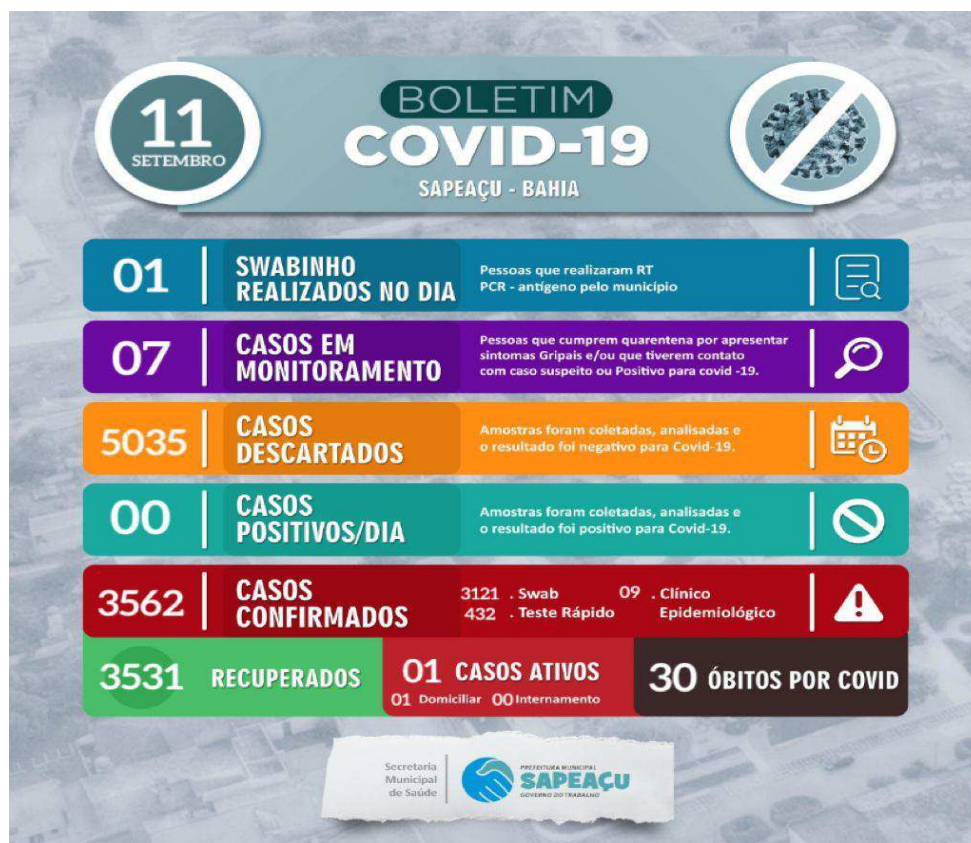 11
SETEMBRO
BOLETIM
COVID-19
SAPEAÇU - BAHIA
01
SWABINHO
REALIZADOS NO DIA
Pessoas que realizaram RT
PCR - antígeno pelo município
07
CASOS EM
MONITORAMENTO
Pessoas que cumprem quarentena por apresentar
sintomas Gripais e/ou que tiverem contato
com caso suspeito ou Positivo para covid -19.
5035
CASOS
DESCARTADOS
Amostras foram coletadas, analisadas e
o resultado foi negativo para Covid-19.
00
CASOS
POSITIVOS/DIA
Amostras foram coletadas, analisadas e
o resultado foi positivo para Covid-19.
3562
CASOS
CONFIRMADOS
3121 . Swab
432 . Teste Rápido
09 . Clínico
Epidemiológico
3531 RECUPERADOS
01 CASOS ATIVOS
01 Domiciliar 00 Internamento
30 ÓBITOS POR COVID
Secretaria
Municipal
de Saúde
PREFEITURA MUNICIPAL
SAPEAÇU
GOVERNO DO TRABALHO